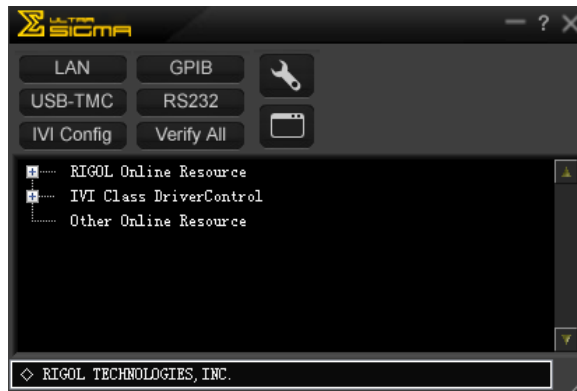 ULTRA
SIGMA
?
LAN GPIB
USB-TMC RS232
IVI Config Verify All
RIGOL Online Resource
IVI Class DriverControl
Other Online Resource
RIGOL TECHNOLOGIES, INC.